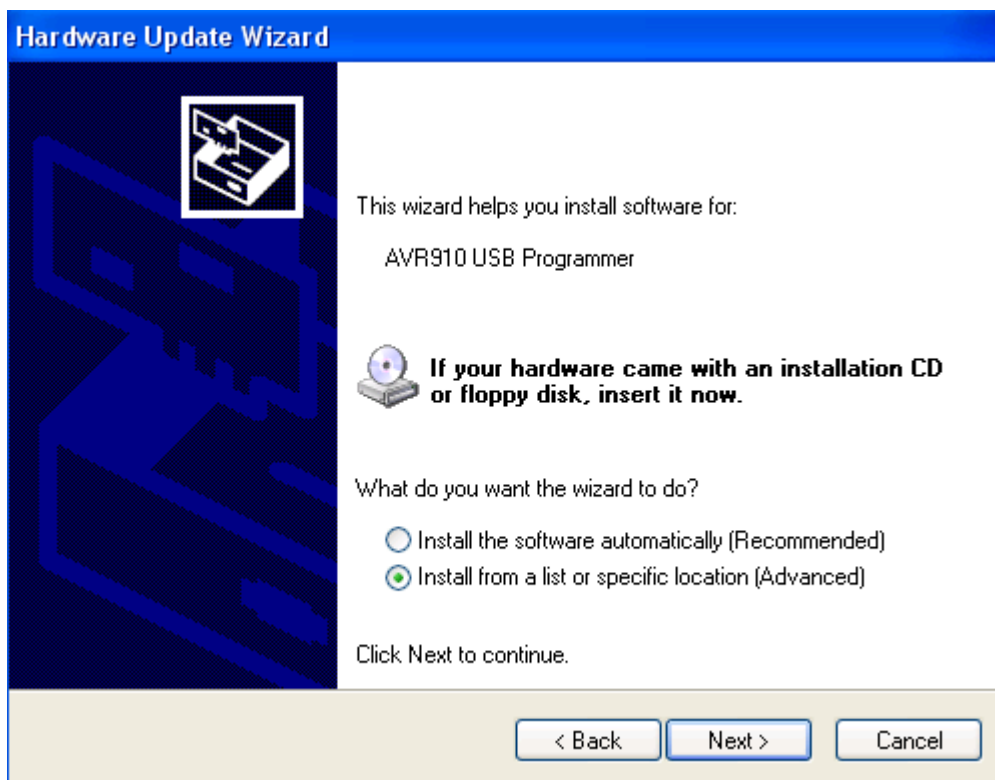 Hardware Update Wizard
This wizard helps you install software for:
AVR910 USB Programmer
If your hardware came with an installation CD
or floppy disk, insert it now.
What do you want the wizard to do?
Install the software automatically (Recommended)
Install from a list or specific location (Advanced)
Click Next to continue.
< Back Next > Cancel